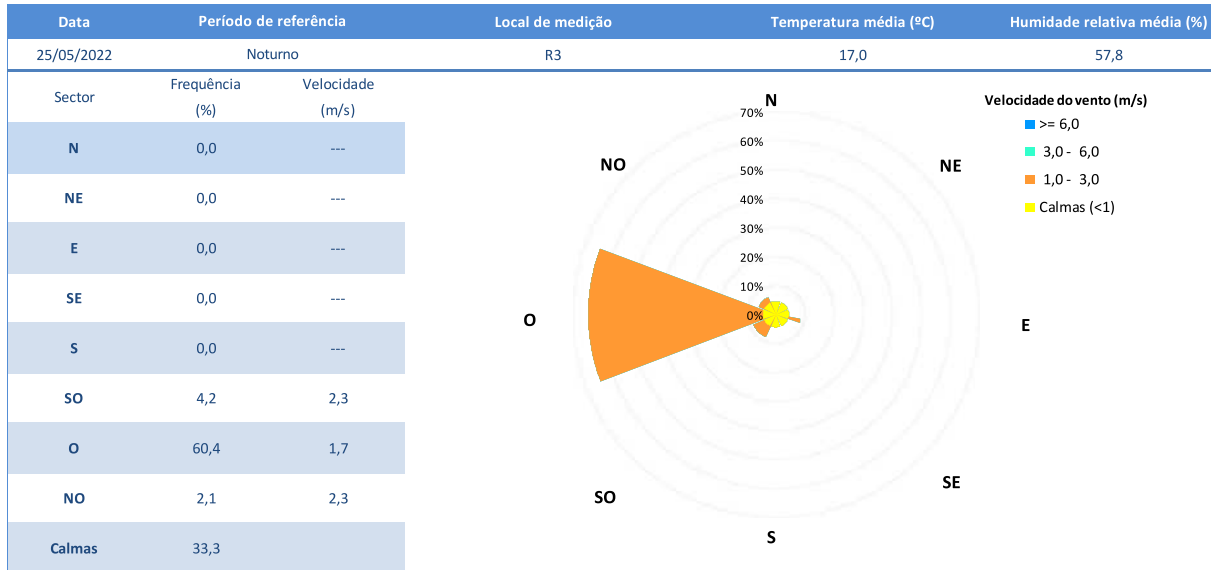 Data Período de referência Local de medição Temperatura média (ºC) Humidade relativa média (%)
25/05/2022 Noturno R3 17,0 57,8
Sector Frequência (%) Velocidade (m/s)
N 0,0 ---
NE 0,0 ---
E 0,0 ---
SE 0,0 ---
S 0,0 ---
SO 4,2 2,3
O 60,4 1,7
NO 2,1 2,3
Calmas 33,3
N
NE
E
SE
S
SO
O
NO
70%
60%
50%
40%
30%
20%
10%
0%
Velocidade do vento (m/s)
>= 6,0
3,0 - 6,0
1,0 - 3,0
Calmas (<1)